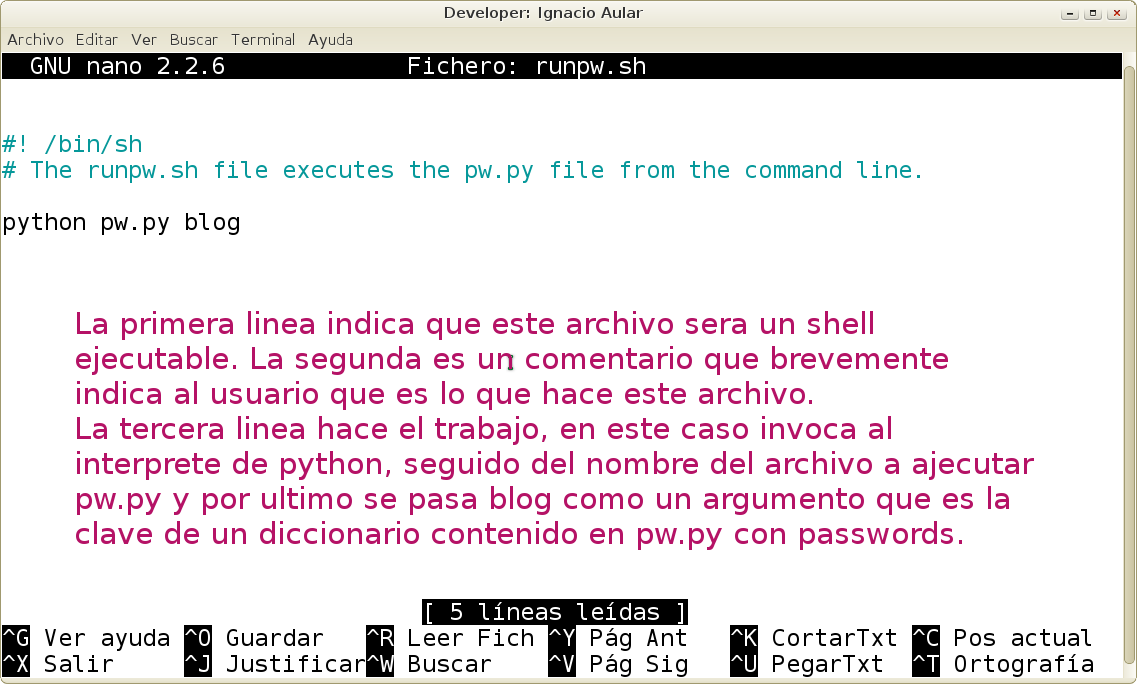 Developer: Ignacio Aular
Archivo Editar Ver Buscar Terminal Ayuda
GNU nano 2.2.6 Fichero: runpw.sh
#! /bin/sh
# The runpw.sh file executes the pw.py file from the command line.
python pw.py blog
La primera linea indica que este archivo sera un shell
ejecutable. La segunda es un comentario que brevemente
indica al usuario que es lo que hace este archivo.
La tercera linea hace el trabajo, en este caso invoca al
interprete de python, seguido del nombre del archivo a ajecutar
pw.py y por ultimo se pasa blog como un argumento que es la
clave de un diccionario contenido en pw.py con passwords.
[ 5 líneas leídas ]
^G Ver ayuda ^O Guardar ^R Leer Fich ^Y Pág Ant ^K CortarTxt ^C Pos actual
^X Salir ^J Justificar ^W Buscar ^V Pág Sig ^U PegarTxt ^T Ortografía